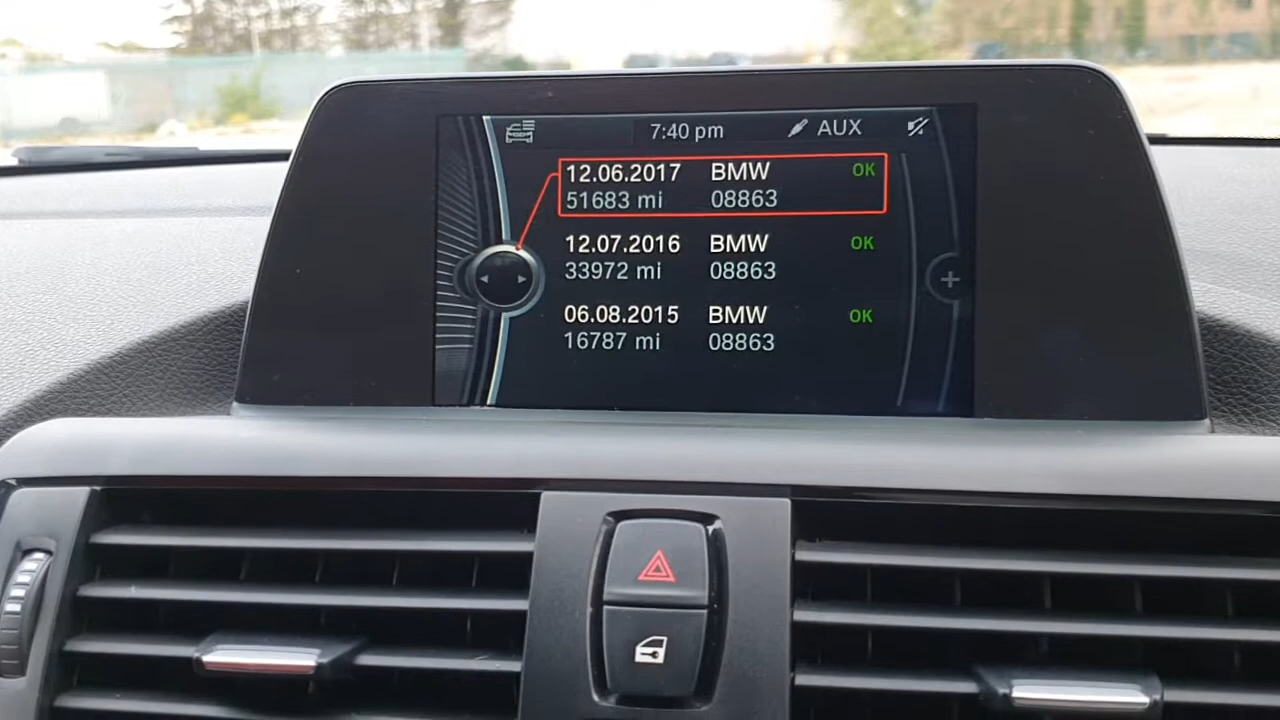 7:40 pm AUX
12.06.2017 BMW OK
51683 mi 08863
12.07.2016 BMW OK
33972 mi 08863
06.08.2015 BMW OK
16787 mi 08863